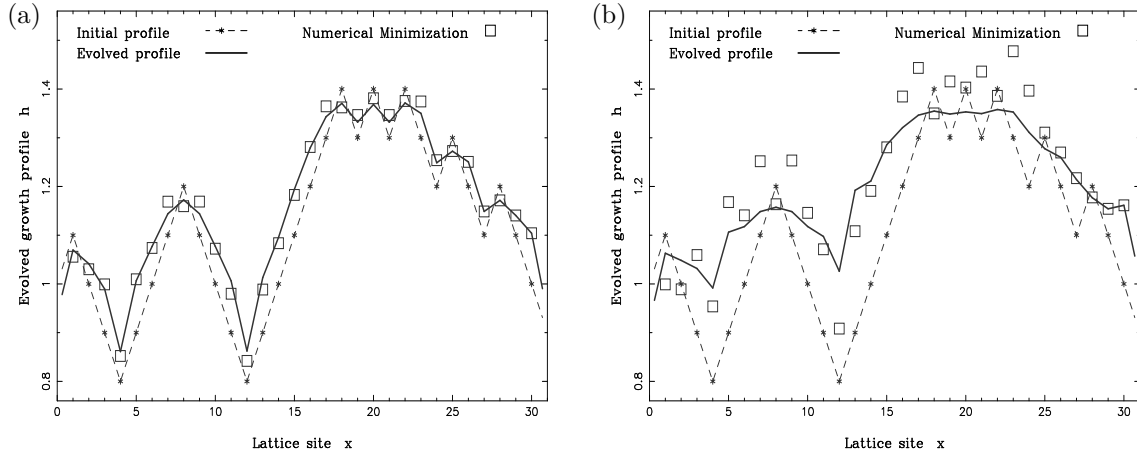 (a)
Initial profile
Evolved profile
Numerical Minimization
Evolved growth profile h
1.4
1.2
1
0.8
0 5 10 15 20 25 30
Lattice site x
(b)
Initial profile
Evolved profile
Numerical Minimization
Evolved growth profile h
1.4
1.2
1
0.8
0 5 10 15 20 25 30
Lattice site x